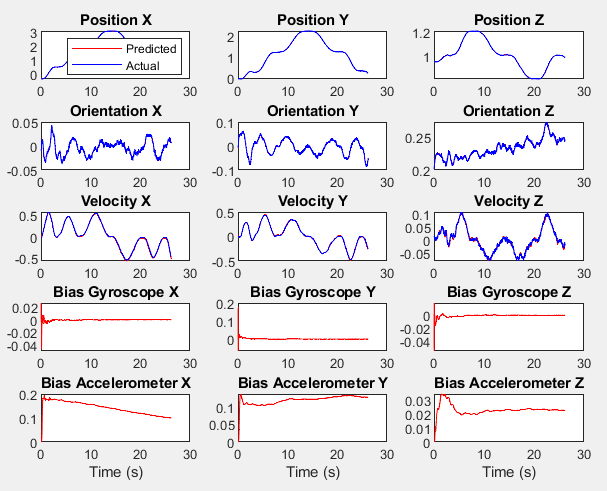 Position X Position Y Position Z
3 2 1 0 2 1 0 1.2 1
Predicted
Actual
0 10 20 30 0 10 20 30 0 10 20 30
Orientation X Orientation Y Orientation Z
0.05 0 -0.05 0.1 0 -0.1 0.25 0.2
0 10 20 30 0 10 20 30 0 10 20 30
Velocity X Velocity Y Velocity Z
0.5 0 -0.5 0.5 0 -0.5 0.1 0.05 0 -0.05
0 10 20 30 0 10 20 30 0 10 20 30
Bias Gyroscope X Bias Gyroscope Y Bias Gyroscope Z
0.02 0 -0.02 -0.04 0.2 0.1 0 0 -0.02 -0.04
0 10 20 30 0 10 20 30 0 10 20 30
Bias Accelerometer X Bias Accelerometer Y Bias Accelerometer Z
0.2 0.1 0 0.1 0.05 0 0.03 0.02 0.01 0
0 10 20 30 0 10 20 30 0 10 20 30
Time (s) Time (s) Time (s)